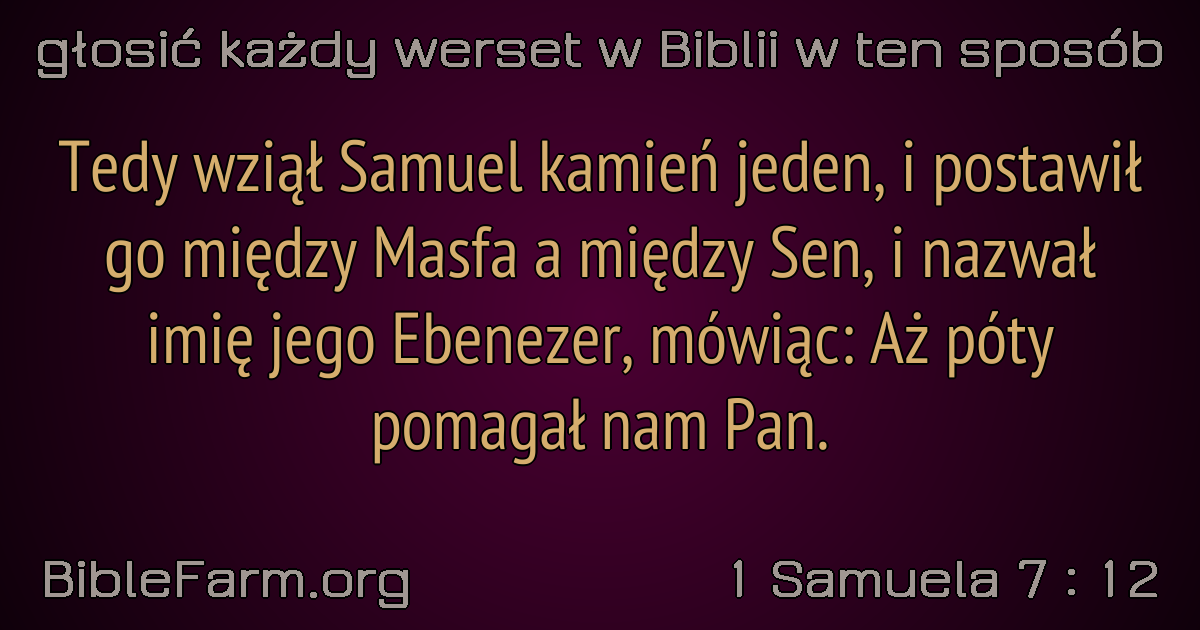 głosić każdy werset w Biblii w ten sposób
Tedy wziął Samuel kamień jeden, i postawił
go między Masfa a między Sen, i nazwał
imię jego Ebenezer, mówiąc: Aż póty
pomagał nam Pan.
BibleFarm.org
1 Samuela 7 : 12